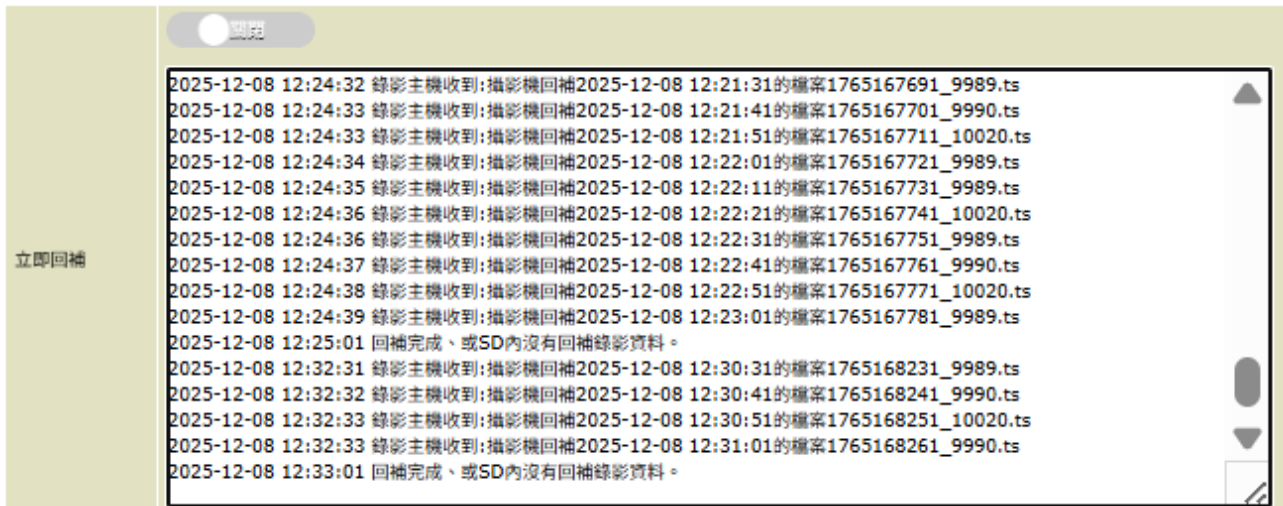 關閉
立即回補
2025-12-08 12:24:32 錄影主機收到:攝影機回補2025-12-08 12:21:31的檔案1765167691_9989.ts
2025-12-08 12:24:33 錄影主機收到:攝影機回補2025-12-08 12:21:41的檔案1765167701_9990.ts
2025-12-08 12:24:33 錄影主機收到:攝影機回補2025-12-08 12:21:51的檔案1765167711_10020.ts
2025-12-08 12:24:34 錄影主機收到:攝影機回補2025-12-08 12:22:01的檔案1765167721_9989.ts
2025-12-08 12:24:35 錄影主機收到:攝影機回補2025-12-08 12:22:11的檔案1765167731_9989.ts
2025-12-08 12:24:36 錄影主機收到:攝影機回補2025-12-08 12:22:21的檔案1765167741_10020.ts
2025-12-08 12:24:36 錄影主機收到:攝影機回補2025-12-08 12:22:31的檔案1765167751_9989.ts
2025-12-08 12:24:37 錄影主機收到:攝影機回補2025-12-08 12:22:41的檔案1765167761_9990.ts
2025-12-08 12:24:38 錄影主機收到:攝影機回補2025-12-08 12:22:51的檔案1765167771_10020.ts
2025-12-08 12:24:39 錄影主機收到:攝影機回補2025-12-08 12:23:01的檔案1765167781_9989.ts
2025-12-08 12:25:01 回補完成、或SD內沒有回補錄影資料。
2025-12-08 12:32:31 錄影主機收到:攝影機回補2025-12-08 12:30:31的檔案1765168231_9989.ts
2025-12-08 12:32:32 錄影主機收到:攝影機回補2025-12-08 12:30:41的檔案1765168241_9990.ts
2025-12-08 12:32:33 錄影主機收到:攝影機回補2025-12-08 12:30:51的檔案1765168251_10020.ts
2025-12-08 12:32:33 錄影主機收到:攝影機回補2025-12-08 12:31:01的檔案1765168261_9990.ts
2025-12-08 12:33:01 回補完成、或SD內沒有回補錄影資料。